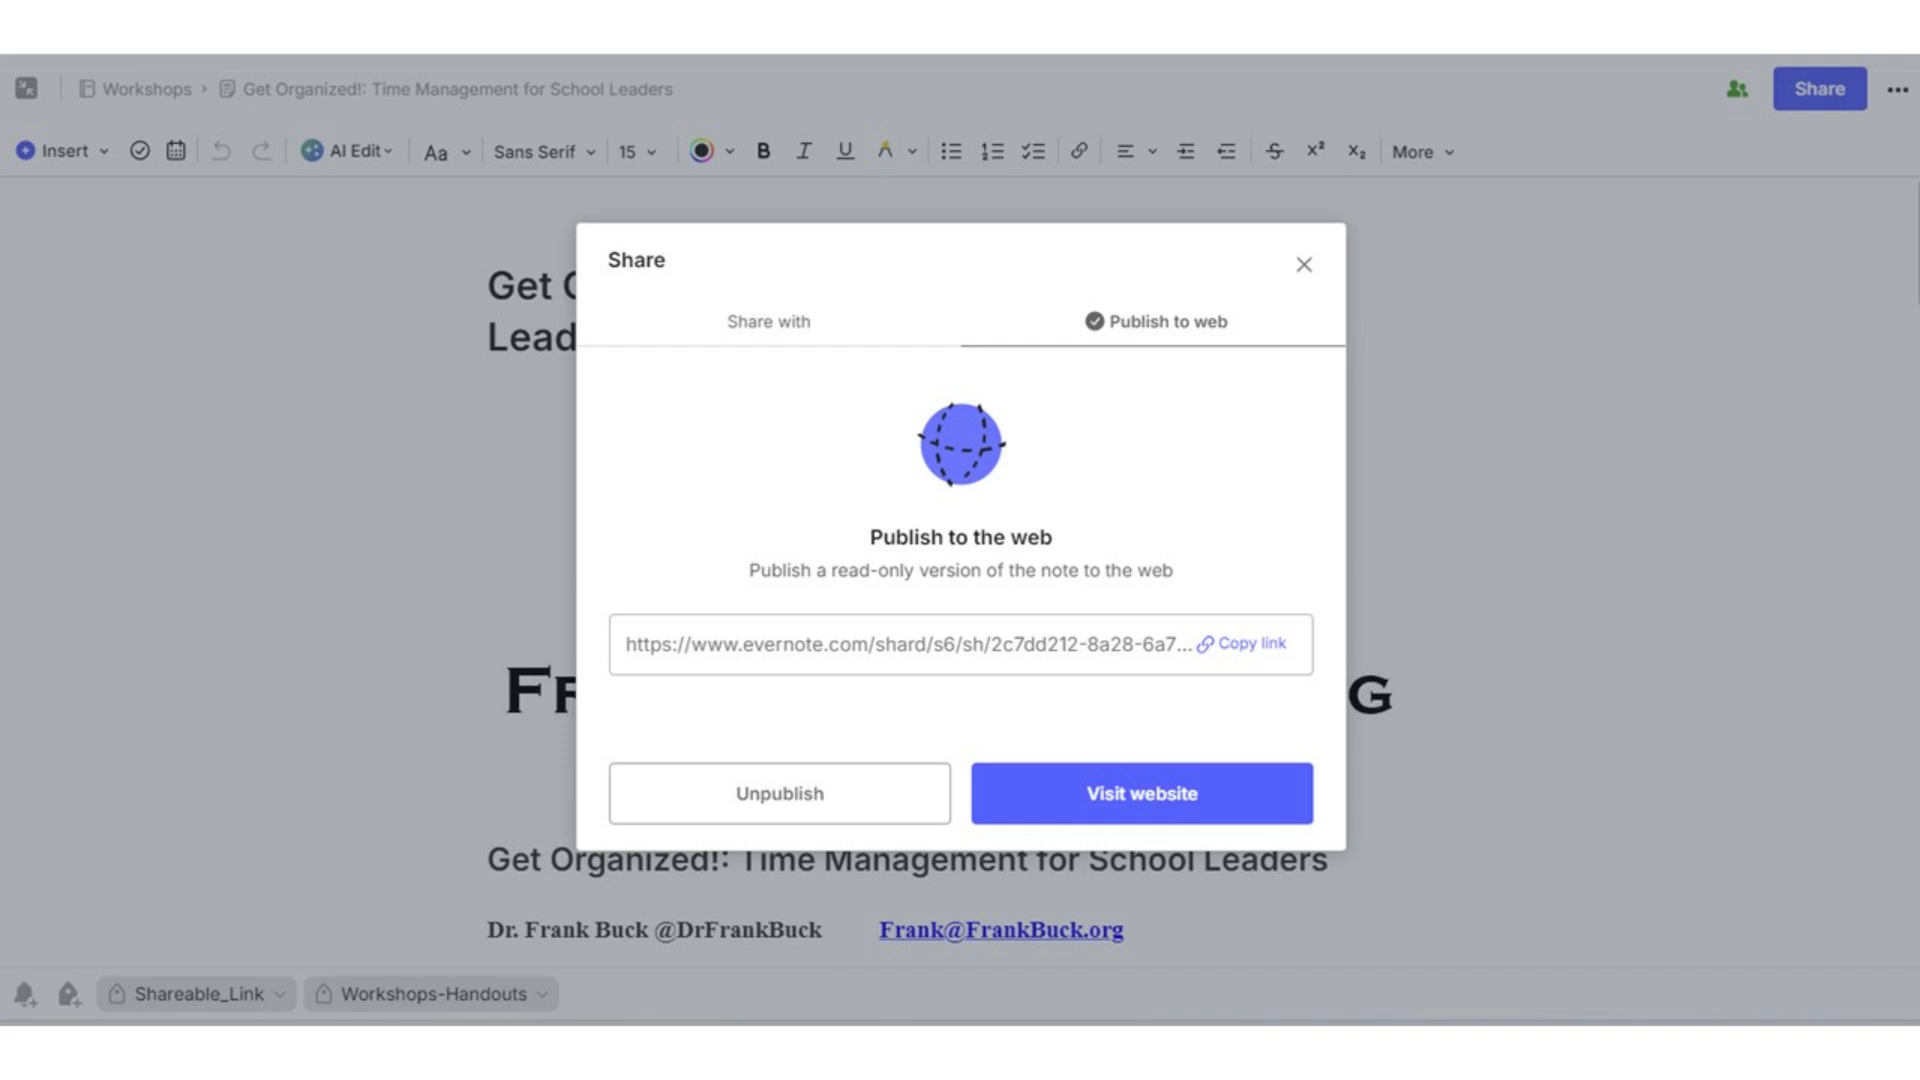 Workshops › Get Organized!: Time Management for School Leaders
Share
Insert AI Edit Aa Sans Serif 15 B I U A x² x₂ More
Share
Share with Publish to web
Get
Lead
Publish to the web
Publish a read-only version of the note to the web
https://www.evernote.com/shard/s6/sh/2c7dd212-8a28-6a7... Copy link
Fr G
Unpublish Visit website
Get Organized!: Time Management for School Leaders
Dr. Frank Buck @DrFrankBuck Frank@FrankBuck.org
Shareable_Link Workshops-Handouts